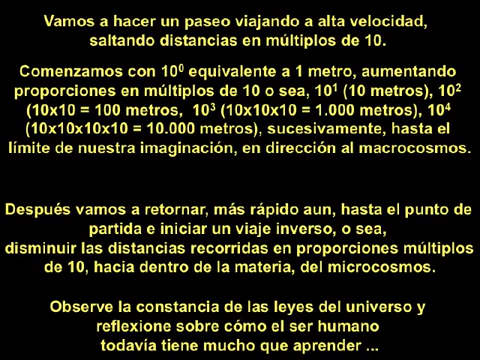 Vamos a hacer un paseo viajando a alta velocidad,
saltando distancias en múltiplos de 10.
Comenzamos con 10⁰ equivalente a 1 metro, aumentando
proporciones en múltiplos de 10 o sea, 10¹ (10 metros), 10²
(10x10 = 100 metros,  10³ (10x10x10 = 1.000 metros), 10⁴
(10x10x10x10 = 10.000 metros), sucesivamente, hasta el
límite de nuestra imaginación, en dirección al macrocosmos.
Después vamos a retornar, más rápido aun, hasta el punto de
partida e iniciar un viaje inverso, o sea,
disminuir las distancias recorridas en proporciones múltiplos
de 10, hacia dentro de la materia, del microcosmos.
Observe la constancia de las leyes del universo y
reflexione sobre cómo el ser humano
todavía tiene mucho que aprender ...